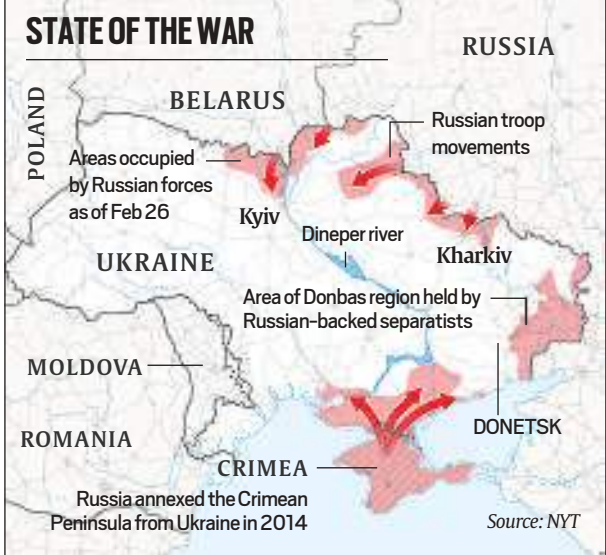 STATE OF THE WAR
RUSSIA
BELARUS
POLAND
Russian troop
movements
Areas occupied
by Russian forces
as of Feb 26
Kyiv
Dineper river
Kharkiv
UKRAINE
Area of Donbas region held by
Russian-backed separatists
MOLDOVA
DONETSK
ROMANIA
CRIMEA
Russia annexed the Crimean
Peninsula from Ukraine in 2014
Source: NYT